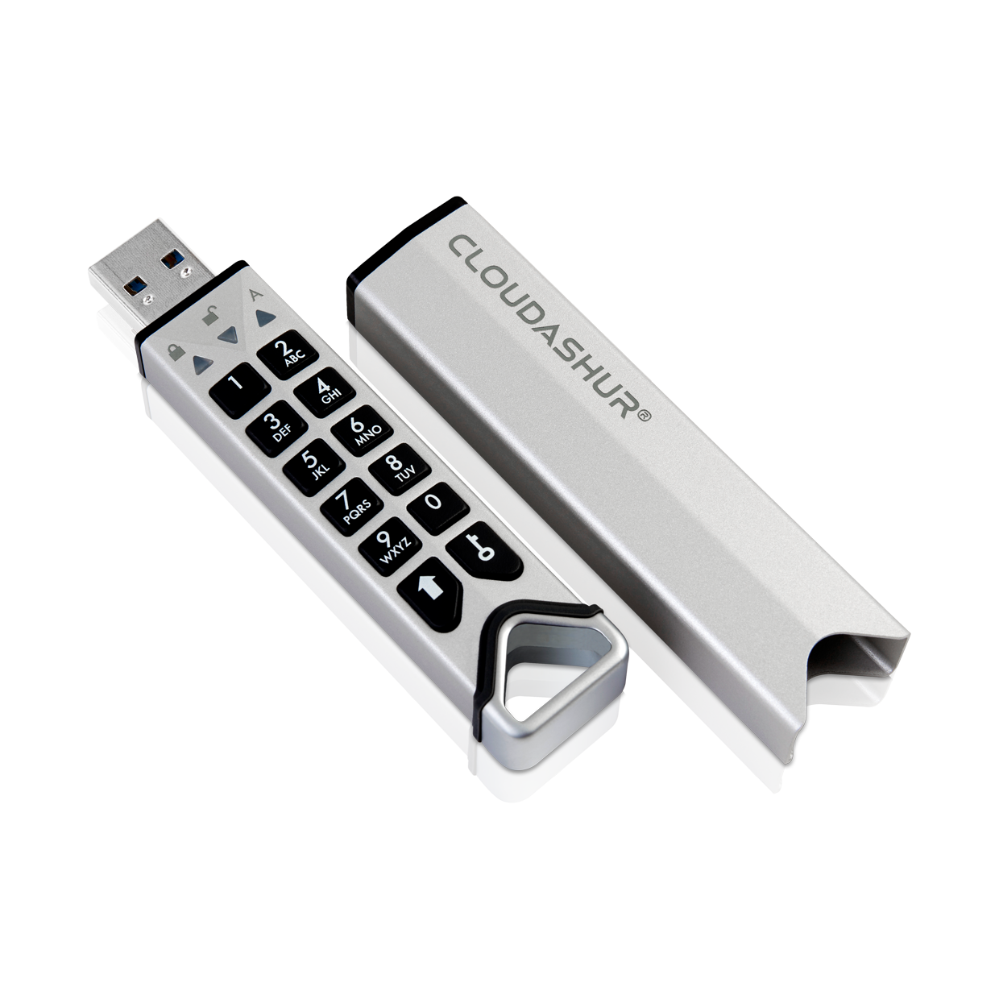 CLOUDASHUR®
A
1
2 ABC
3 DEF
4 GHI
5 JKL
6 MNO
7 PQRS
8 TUV
9 WXYZ
0